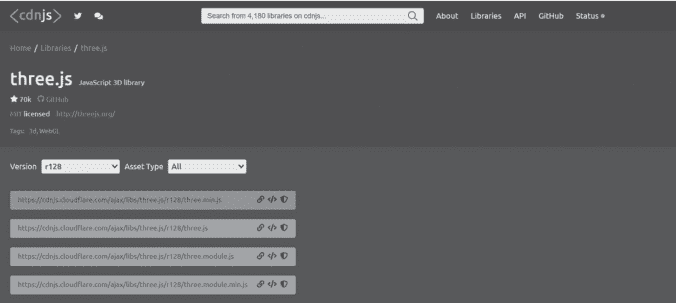 <cdnjs> Search from 4,180 libraries on cdnjs... About Libraries API GitHub Status
Home / Libraries / three.js
three.js JavaScript 3D library
70k GitHub
MIT licensed http://threejs.org/
Tags: 3d, WebGL
Version r128 Asset Type All
https://cdnjs.cloudflare.com/ajax/libs/three.js/r128/three.min.js
https://cdnjs.cloudflare.com/ajax/libs/three.js/r128/three.js
https://cdnjs.cloudflare.com/ajax/libs/three.js/r128/three.module.js
https://cdnjs.cloudflare.com/ajax/libs/three.js/r128/three.module.min.js